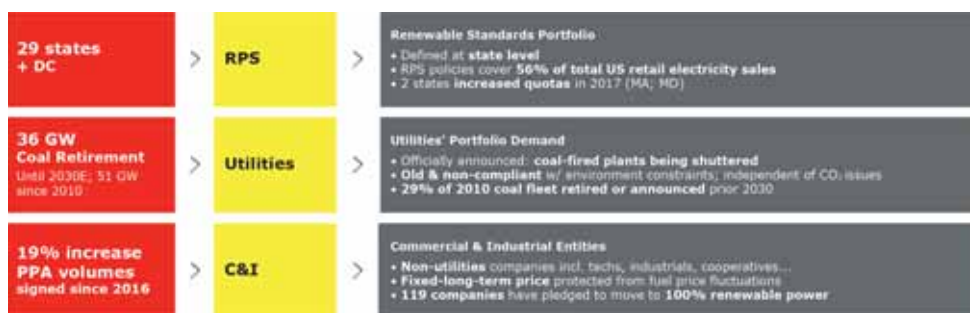 29 states
+ DC
>
RPS
>
Renewable Standards Portfolio
• Defined at state level
• RPS policies cover 56% of total US retail electricity sales
• 2 states increased quotas in 2017 (MA; MD)
36 GW
Coal Retirement
Until 2030E; 51 GW
since 2010
>
Utilities
>
Utilities' Portfolio Demand
• Officially announced: coal-fired plants being shuttered
• Old & non-compliant w/ environment constraints; independent of CO₂ issues
• 29% of 2010 coal fleet retired or announced prior 2030
19% increase
PPA volumes
signed since 2016
>
C&I
>
Commercial & Industrial Entities
• Non-utilities companies incl. techs, industrials, cooperatives...
• Fixed-long-term price protected from fuel price fluctuations
• 119 companies have pledged to move to 100% renewable power